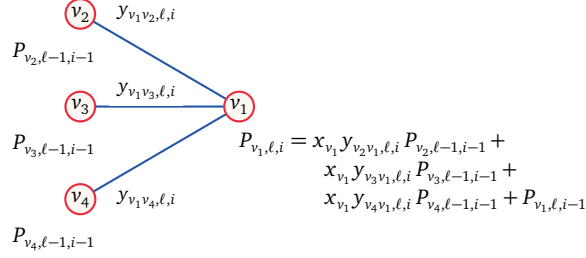 v₂
y_{v₁v₂,ℓ,i}
P_{v₂,ℓ−1,i−1}
y_{v₁v₃,ℓ,i}
v₃
v₁
P_{v₃,ℓ−1,i−1}
P_{v₁,ℓ,i} = x_{v₁} y_{v₂v₁,ℓ,i} P_{v₂,ℓ−1,i−1} +
x_{v₁} y_{v₃v₁,ℓ,i} P_{v₃,ℓ−1,i−1} +
x_{v₁} y_{v₄v₁,ℓ,i} P_{v₄,ℓ−1,i−1} + P_{v₁,ℓ,i−1}
v₄
y_{v₁v₄,ℓ,i}
P_{v₄,ℓ−1,i−1}